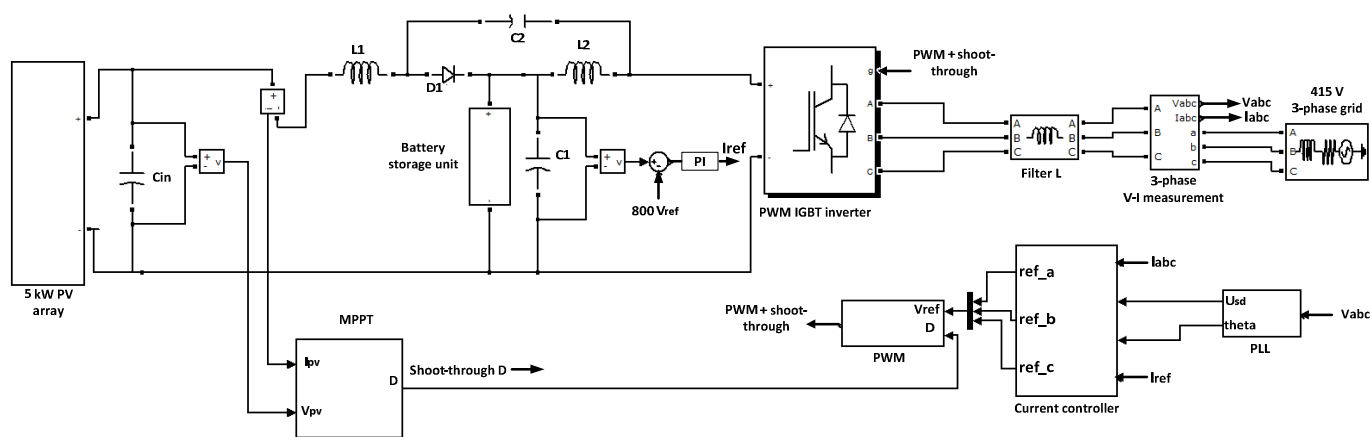 C2
L1
L2
D1
PWM + shoot-
through
g
415 V
3-phase grid
+
-
Cin
+
-
v
+
-
Battery
storage unit
+
-
C1
+
-
v
PI
Iref
800 Vref
+
-
A
B
C
PWM IGBT inverter
A
B
C
A
B
C
Filter L
A
B
C
Vabc
Iabc
a
b
c
Vabc
Iabc
3-phase
V-I measurement
A
B
C
5 kW PV
array
MPPT
Ipv
Vpv
D
Shoot-through D
PWM + shoot-
through
Vref
D
PWM
ref_a
ref_b
ref_c
Current controller
Iabc
Iref
Usd
theta
PLL
Vabc